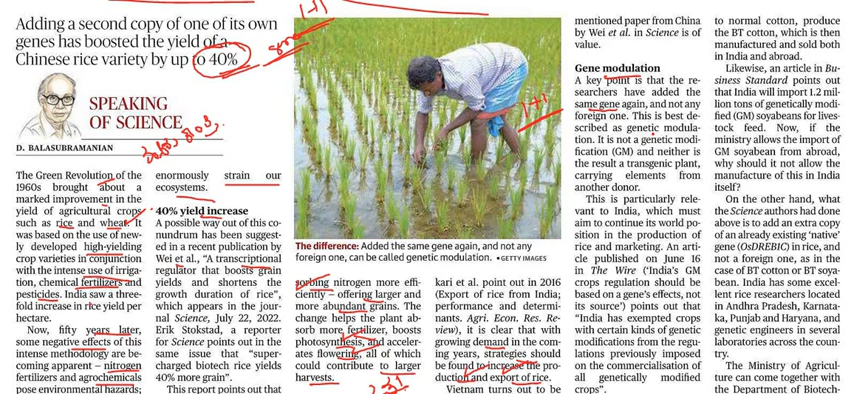 Adding a second copy of one of its own
genes has boosted the yield of a
Chinese rice variety by up to 40%
SPEAKING
OF SCIENCE
D. BALASUBRAMANIAN
The Green Revolution of the
1960s brought about a
marked improvement in the
yield of agricultural crops
such as rice and wheat. It
was based on the use of new-
ly developed high-yielding
crop varieties in conjunction
with the intense use of irriga-
tion, chemical fertilizers and
pesticides. India saw a three-
fold increase in rice yield per
hectare.
Now, fifty years later,
some negative effects of this
intense methodology are be-
coming apparent – nitrogen
fertilizers and agrochemicals
pose environmental hazards;
enormously strain our
ecosystems.
40% yield increase
A possible way out of this co-
nundrum has been suggest-
ed in a recent publication by
Wei et al., “A transcriptional
regulator that boosts grain
yields and shortens the
growth duration of rice”,
which appears in the jour-
nal Science, July 22, 2022.
Erik Stokstad, a reporter
for Science points out in the
same issue that “super-
charged biotech rice yields
40% more grain”.
This report points out that
The difference: Added the same gene again, and not any
foreign one, can be called genetic modulation. • GETTY IMAGES
sorbing nitrogen more effi-
ciently – offering larger and
more abundant grains. The
change helps the plant ab-
sorb more fertilizer, boosts
photosynthesis, and acceler-
ates flowering, all of which
could contribute to larger
harvests.
kari et al. point out in 2016
(Export of rice from India;
performance and determi-
nants. Agri. Econ. Res. Re-
view), it is clear that with
growing demand in the com-
ing years, strategies should
be found to increase the pro-
duction and export of rice.
Vietnam turns out to be
mentioned paper from China
by Wei et al. in Science is of
value.
Gene modulation
A key point is that the re-
searchers have added the
same gene again, and not any
foreign one. This is best de-
scribed as genetic modula-
tion. It is not a genetic modi-
fication (GM) and neither is
the result a transgenic plant,
carrying elements from
another donor.
This is particularly rele-
vant to India, which must
aim to continue its world po-
sition in the production of
rice and marketing. An arti-
cle published on June 16
in The Wire (‘India’s GM
crops regulation should be
based on a gene’s effects, not
its source’) points out that
“India has exempted crops
with certain kinds of genetic
modifications from the regu-
lations previously imposed
on the commercialisation of
all genetically modified
crops”.
to normal cotton, produce
the BT cotton, which is then
manufactured and sold both
in India and abroad.
Likewise, an article in Bu-
siness Standard points out
that India will import 1.2 mil-
lion tons of genetically modi-
fied (GM) soyabeans for lives-
tock feed. Now, if the
ministry allows the import of
GM soyabean from abroad,
why should it not allow the
manufacture of this in India
itself?
On the other hand, what
the Science authors had done
above is to add an extra copy
of an already existing ‘native’
gene (OsDREBIC) in rice, and
not a foreign one, as in the
case of BT cotton or BT soya-
bean. India has some excel-
lent rice researchers located
in Andhra Pradesh, Karnata-
ka, Punjab and Haryana, and
genetic engineers in several
laboratories across the coun-
try.
The Ministry of Agricul-
ture can come together with
the Department of Biotech-
1+1
1+1